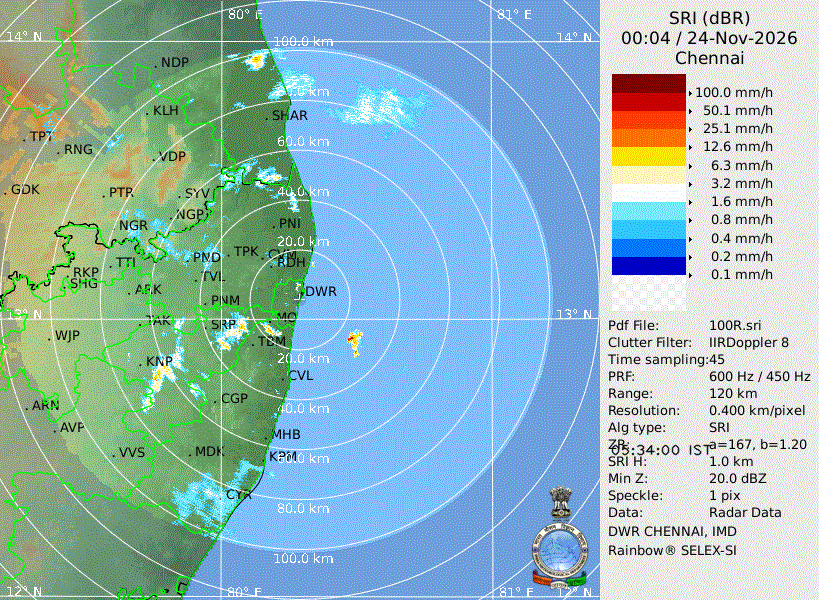 80° E
81° E
14° N
14° N
100.0 km
NDP
KLH
SHAR
TPT
RNG
60.0 km
VDP
GDK
PTR
SYV
40.0 km
NGP
NGR
PNI
20.0 km
TPK
PND
TTI
RDH
RKP
TVL
SHG
ARK
DWR
PNM
13° N
13° N
TAK
SRP
WJP
TBM
20.0 km
KNP
CVL
CGP
ARN
40.0 km
AVP
MHB
VVS
MDK
KPM
60.0 km
CYR
80.0 km
100.0 km
12° N
80° E
81° E
12° N
SRI (dBR)
00:04 / 24-Nov-2026
Chennai
100.0 mm/h
50.1 mm/h
25.1 mm/h
12.6 mm/h
6.3 mm/h
3.2 mm/h
1.6 mm/h
0.8 mm/h
0.4 mm/h
0.2 mm/h
0.1 mm/h
Pdf File: 100R.sri
Clutter Filter: IIRDoppler 8
Time sampling:45
PRF: 600 Hz / 450 Hz
Range: 120 km
Resolution: 0.400 km/pixel
Alg type: SRI
ZR: a=167, b=1.20
05:34:00 IST
SRI H: 1.0 km
Min Z: 20.0 dBZ
Speckle: 1 pix
Data: Radar Data
DWR CHENNAI, IMD
Rainbow® SELEX-SI